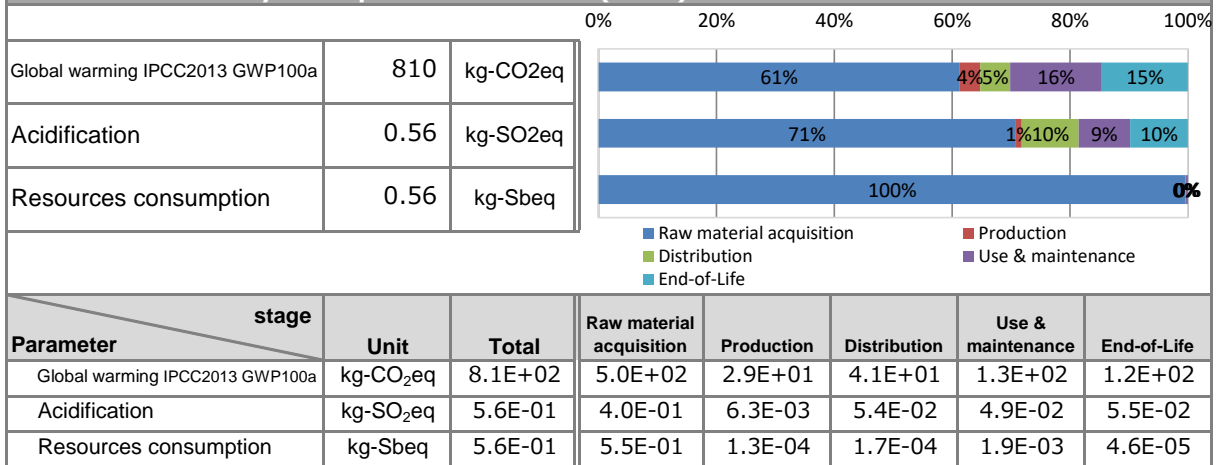 0% 20% 40% 60% 80% 100%
Global warming IPCC2013 GWP100a 810 kg-CO2eq 61% 4% 5% 16% 15%
Acidification 0.56 kg-SO2eq 71% 1% 10% 9% 10%
Resources consumption 0.56 kg-Sbeq 100% 0%
Raw material acquisition Production
Distribution Use & maintenance
End-of-Life
stage
Parameter Unit Total Raw material acquisition Production Distribution Use & maintenance End-of-Life
Global warming IPCC2013 GWP100a kg-CO₂eq 8.1E+02 5.0E+02 2.9E+01 4.1E+01 1.3E+02 1.2E+02
Acidification kg-SO₂eq 5.6E-01 4.0E-01 6.3E-03 5.4E-02 4.9E-02 5.5E-02
Resources consumption kg-Sbeq 5.6E-01 5.5E-01 1.3E-04 1.7E-04 1.9E-03 4.6E-05